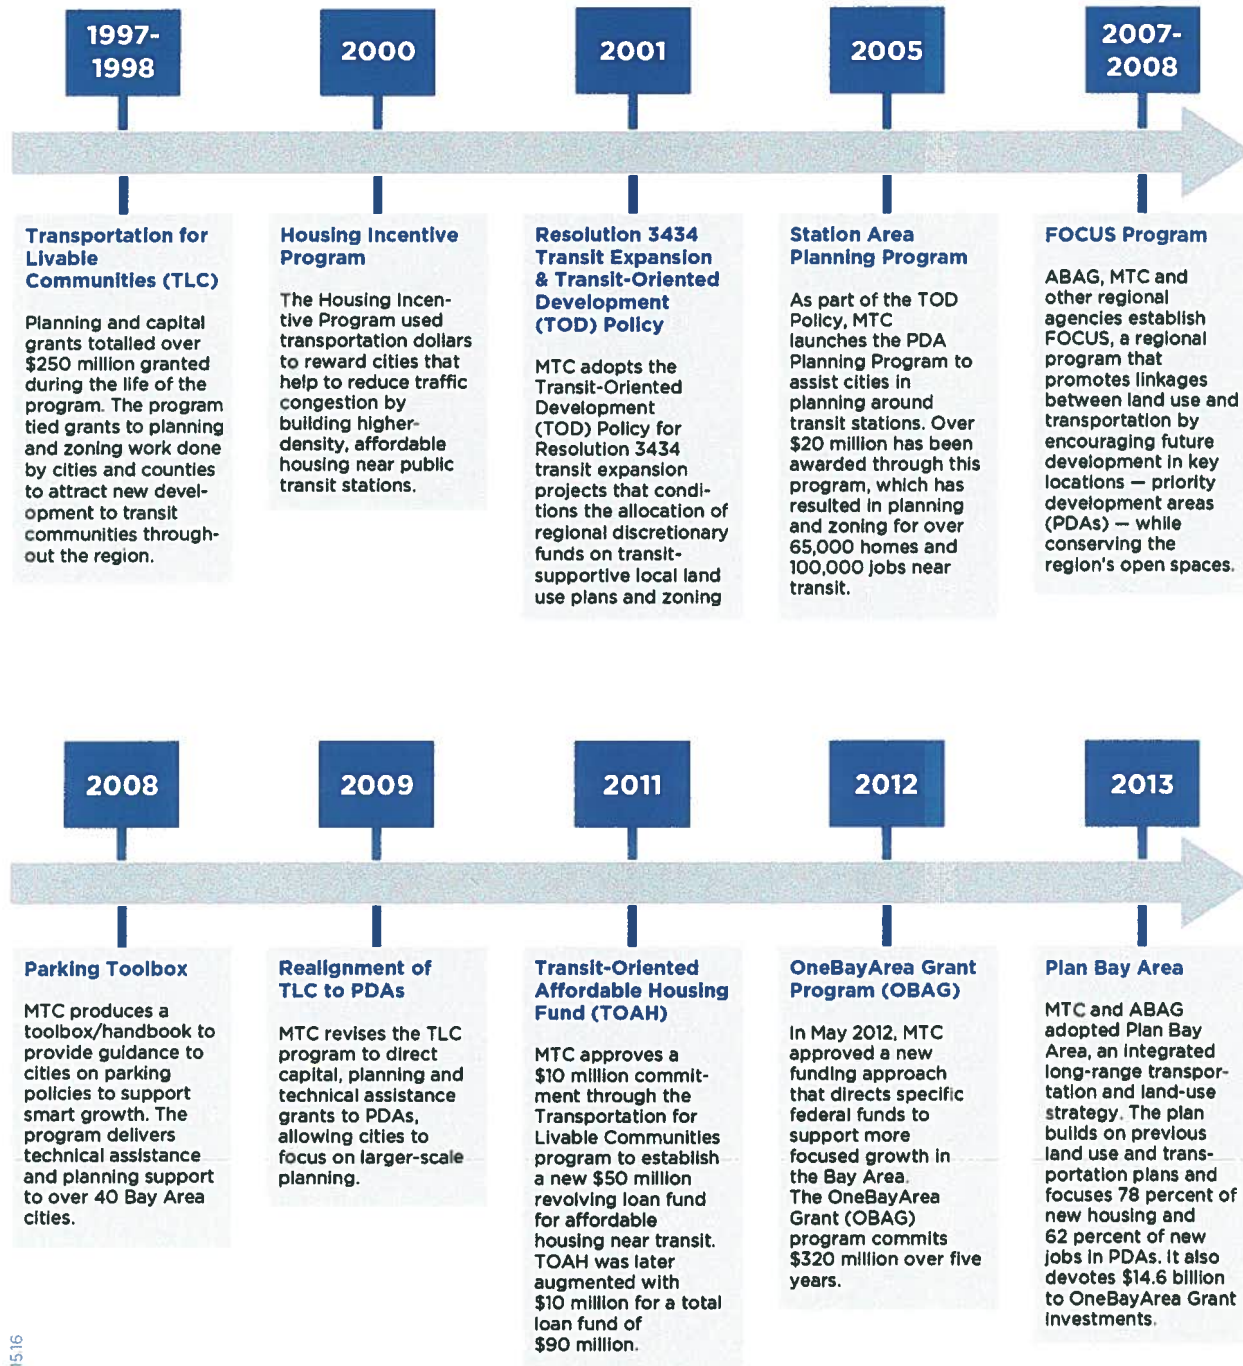 1997-
1998
2000
2001
2005
2007-
2008
Transportation for
Livable
Communities (TLC)
Planning and capital
grants totalled over
$250 million granted
during the life of the
program. The program
tied grants to planning
and zoning work done
by cities and counties
to attract new devel-
opment to transit
communities through-
out the region.
Housing Incentive
Program
The Housing Incen-
tive Program used
transportation dollars
to reward cities that
help to reduce traffic
congestion by
building higher-
density, affordable
housing near public
transit stations.
Resolution 3434
Transit Expansion
& Transit-Oriented
Development
(TOD) Policy
MTC adopts the
Transit-Oriented
Development
(TOD) Policy for
Resolution 3434
transit expansion
projects that condi-
tions the allocation of
regional discretionary
funds on transit-
supportive local land
use plans and zoning
Station Area
Planning Program
As part of the TOD
Policy, MTC
launches the PDA
Planning Program to
assist cities in
planning around
transit stations. Over
$20 million has been
awarded through this
program, which has
resulted in planning
and zoning for over
65,000 homes and
100,000 jobs near
transit.
FOCUS Program
ABAG, MTC and
other regional
agencies establish
FOCUS, a regional
program that
promotes linkages
between land use and
transportation by
encouraging future
development in key
locations — priority
development areas
(PDAs) — while
conserving the
region's open spaces.
2008
2009
2011
2012
2013
Parking Toolbox
MTC produces a
toolbox/handbook to
provide guidance to
cities on parking
policies to support
smart growth. The
program delivers
technical assistance
and planning support
to over 40 Bay Area
cities.
Realignment of
TLC to PDAs
MTC revises the TLC
program to direct
capital, planning and
technical assistance
grants to PDAs,
allowing cities to
focus on larger-scale
planning.
Transit-Oriented
Affordable Housing
Fund (TOAH)
MTC approves a
$10 million commit-
ment through the
Transportation for
Livable Communities
program to establish
a new $50 million
revolving loan fund
for affordable
housing near transit.
TOAH was later
augmented with
$10 million for a total
loan fund of
$90 million.
OneBayArea Grant
Program (OBAG)
In May 2012, MTC
approved a new
funding approach
that directs specific
federal funds to
support more
focused growth in
the Bay Area.
The OneBayArea
Grant (OBAG)
program commits
$320 million over five
years.
Plan Bay Area
MTC and ABAG
adopted Plan Bay
Area, an integrated
long-range transpor-
tation and land-use
strategy. The plan
builds on previous
land use and trans-
portation plans and
focuses 78 percent of
new housing and
62 percent of new
jobs in PDAs. It also
devotes $14.6 billion
to OneBayArea Grant
investments.